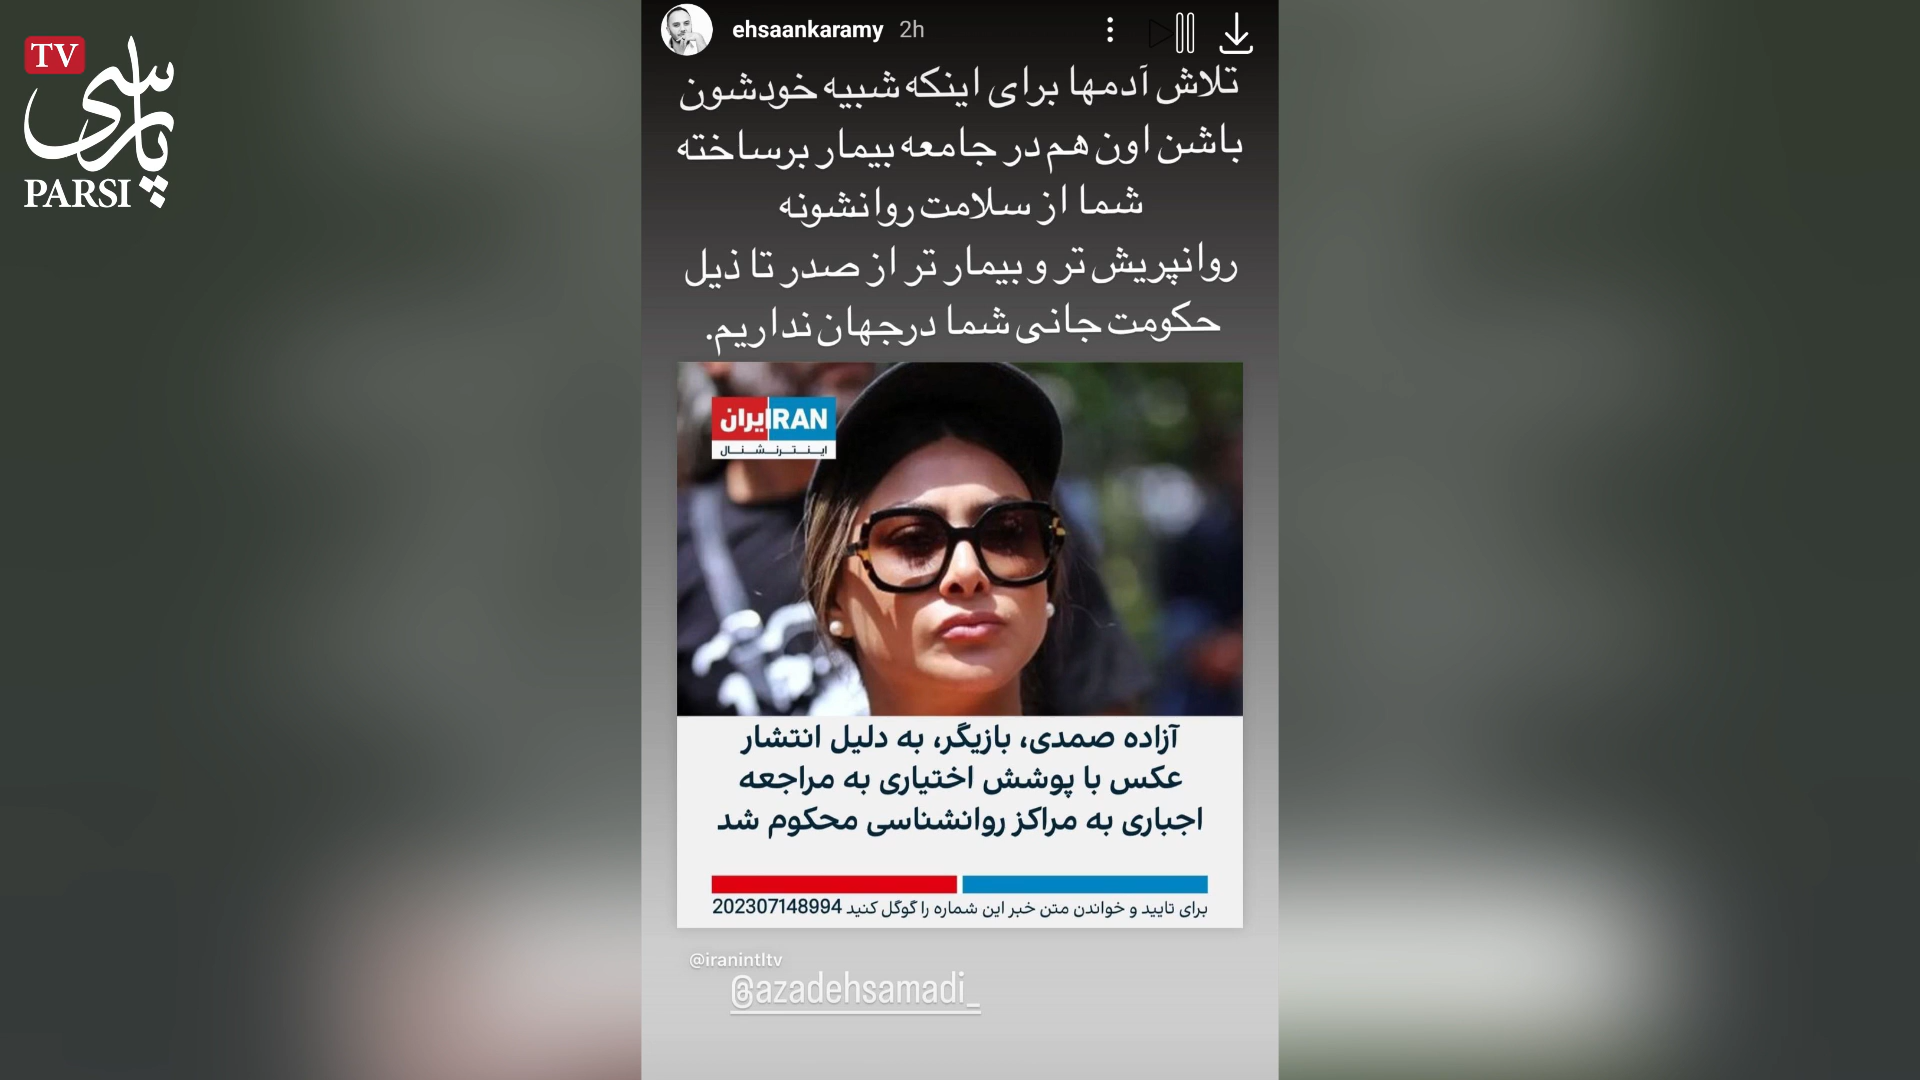 TV
پارسی
PARSI
ehsaankaramy 2h
تلاش آدمها برای اینکه شبیه خودشون
باشن اون هم در جامعه بیمار برساخته
شما از سلامت روانشونه
روانپریش تر و بیمار تر از صدر تا ذیل
حکومت جانی شما درجهان نداریم.
ایران IRAN
اینترنشنال
آزاده صمدی، بازیگر، به دلیل انتشار
عکس با پوشش اختیاری به مراجعه
اجباری به مراکز روانشناسی محکوم شد
برای تایید و خواندن متن خبر این شماره را گوگل کنید 202307148994
@iranintltv
@azadehsamadi_